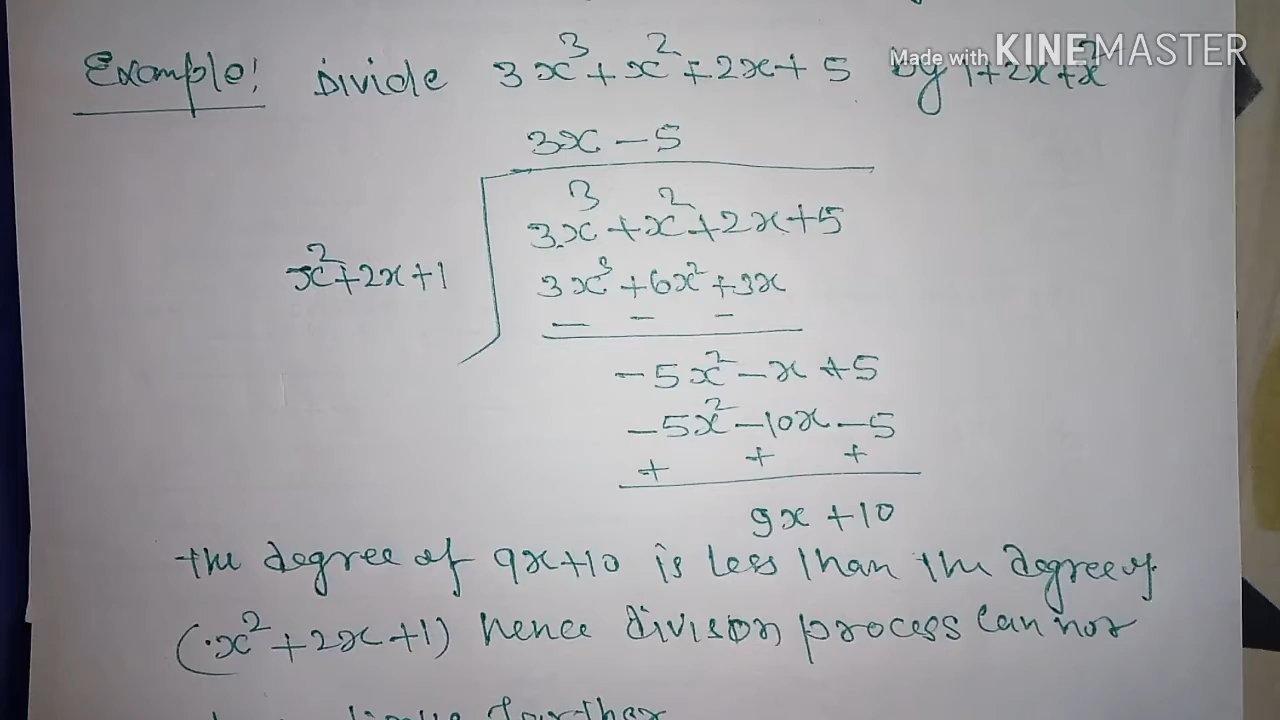 Example! Divide 3x³ + x² + 2x + 5 by 1+2x+x²
Made with KINEMASTER
3x - 5
3x³ + x² + 2x + 5
x² + 2x + 1
3x³ + 6x² + 3x
- - -
- 5x² - x + 5
- 5x² - 10x - 5
+ + +
9x + 10
the degree of 9x+10 is less than the degree of
(x² + 2x + 1) hence divison process can not
further